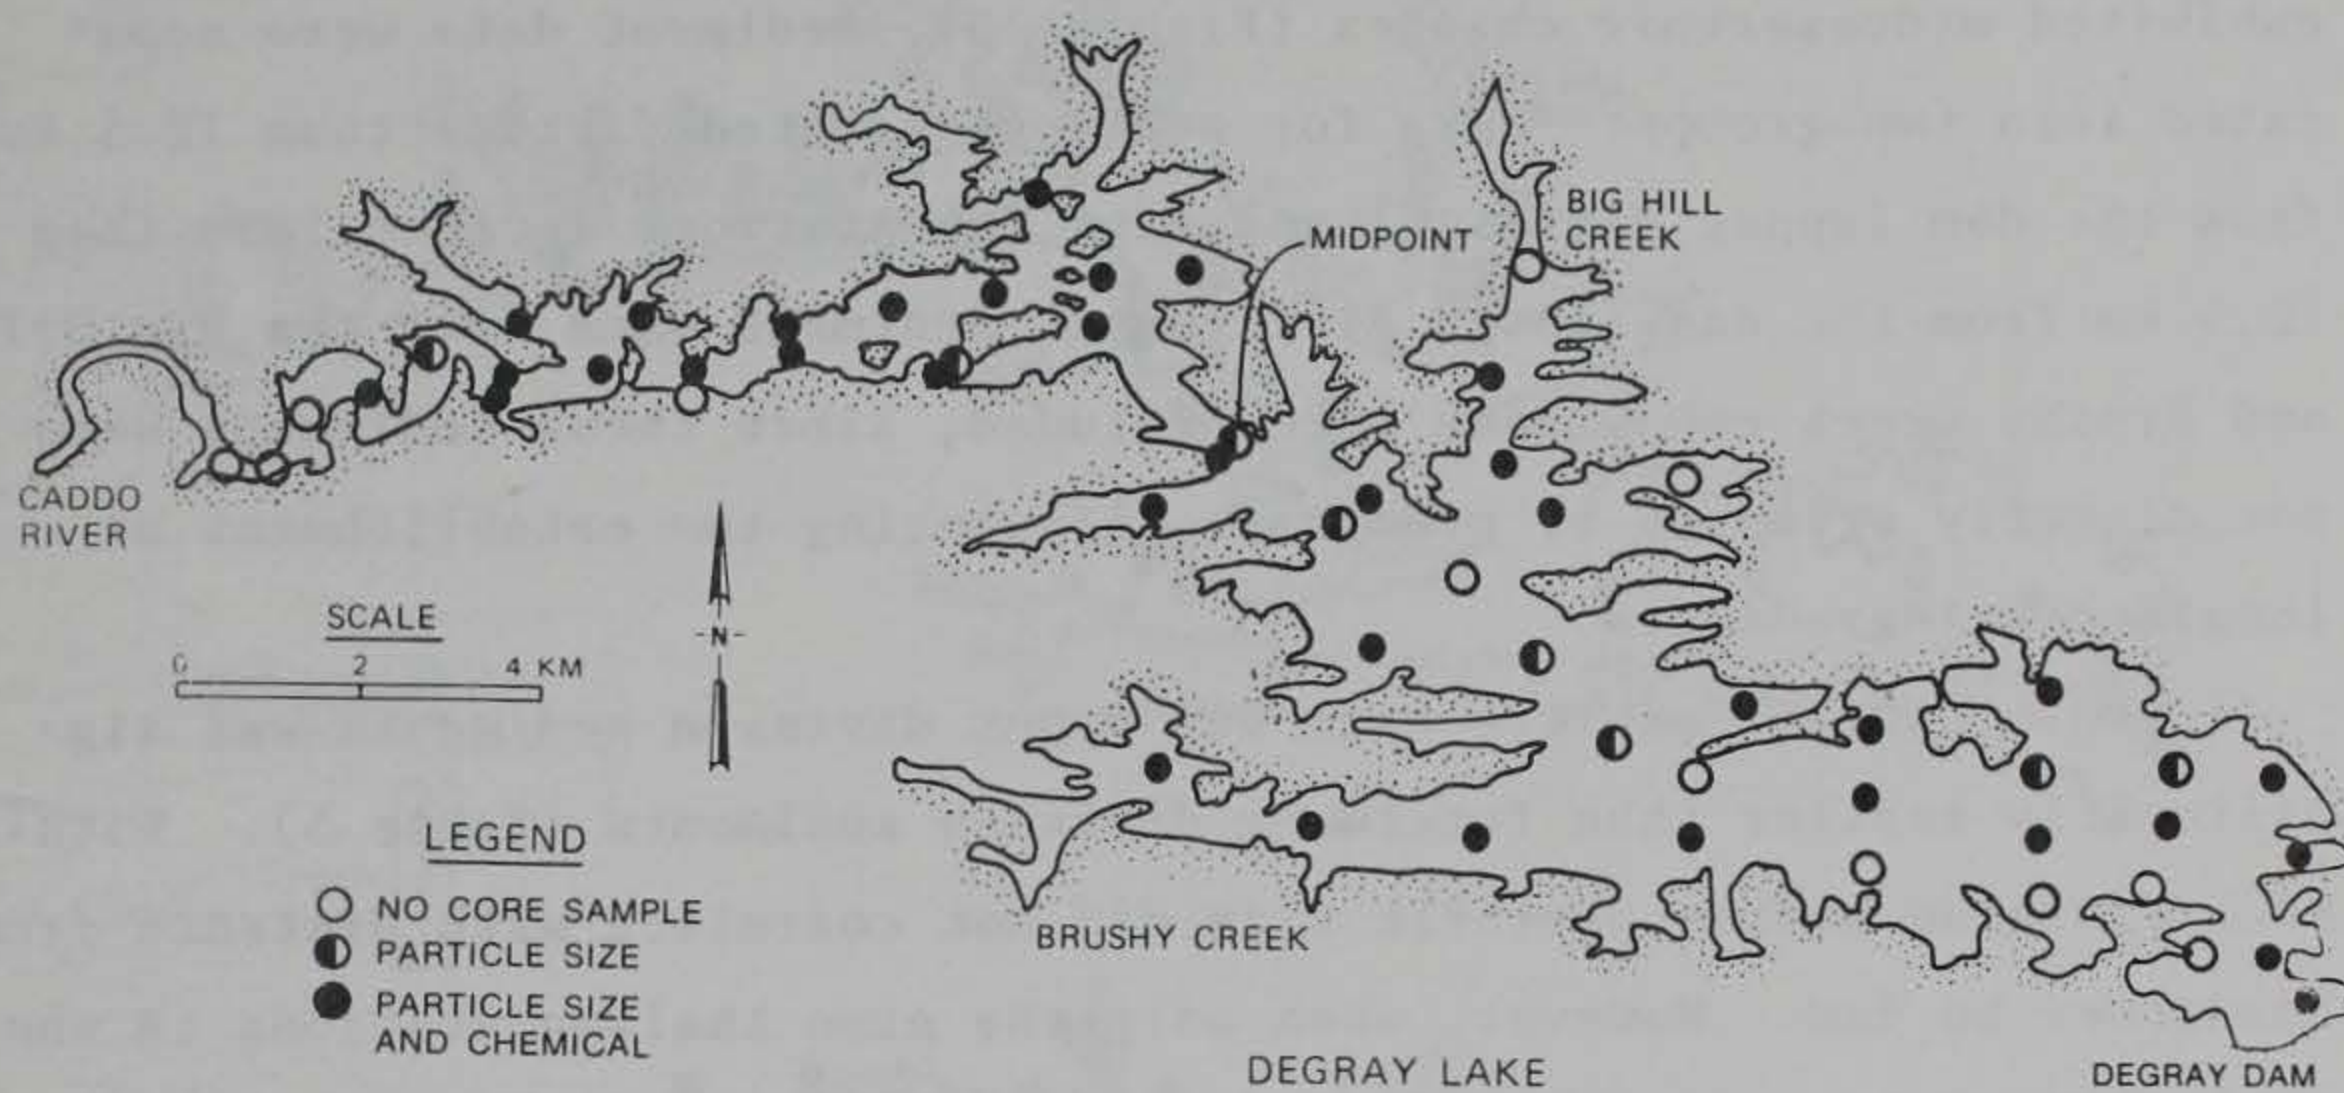 BIG HILL
CREEK
MIDPOINT
CADDO
RIVER
SCALE
0 2 4 KM
-N-
LEGEND
NO CORE SAMPLE
PARTICLE SIZE
PARTICLE SIZE
AND CHEMICAL
BRUSHY CREEK
DEGRAY LAKE
DEGRAY DAM